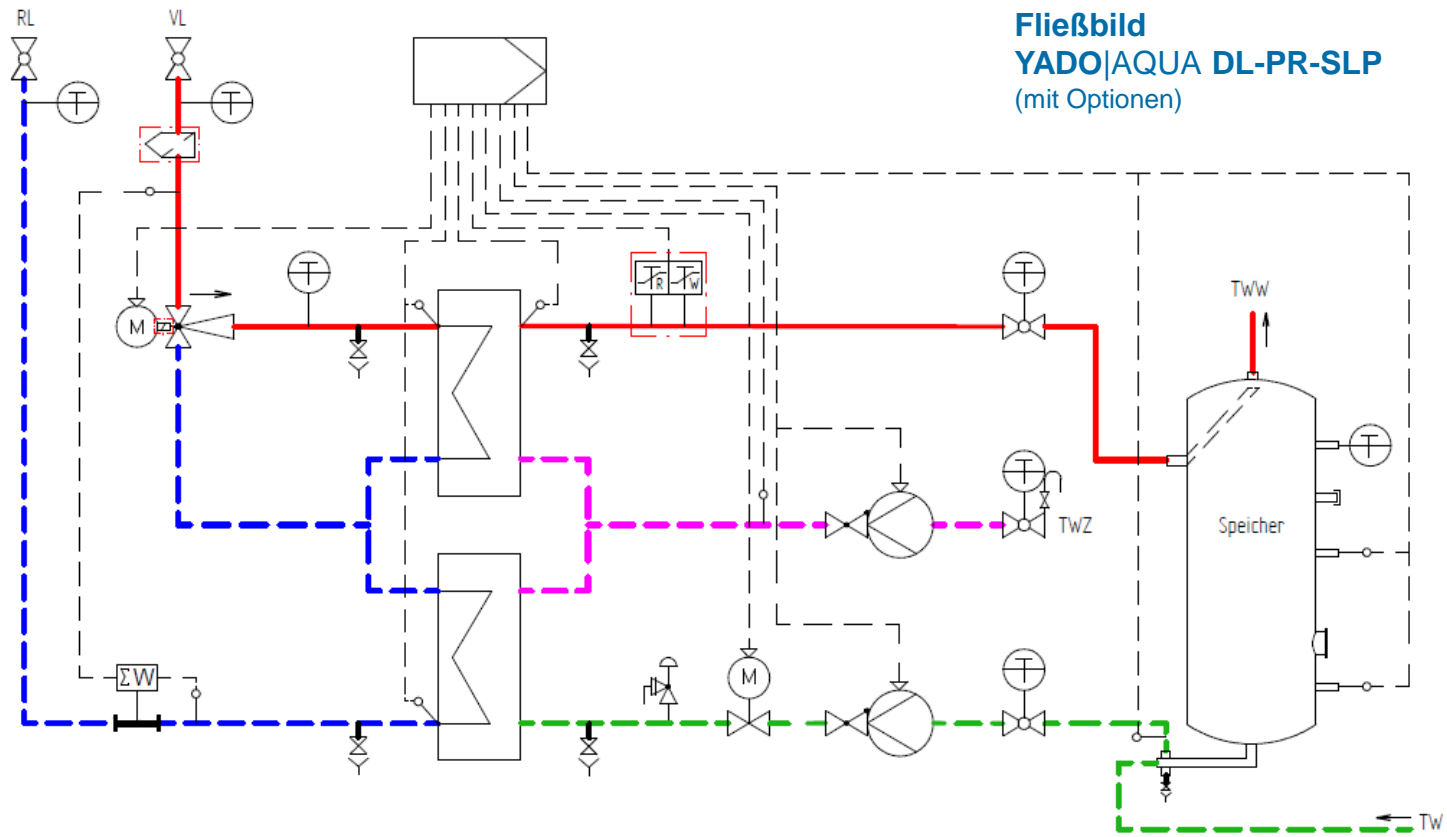 Fließbild
YADO|AQUA DL-PR-SLP
(mit Optionen)
RL
VL
T
T
T
T
M
R
W
TWW
T
T
TWZ
Speicher
ΣW
M
T
TW